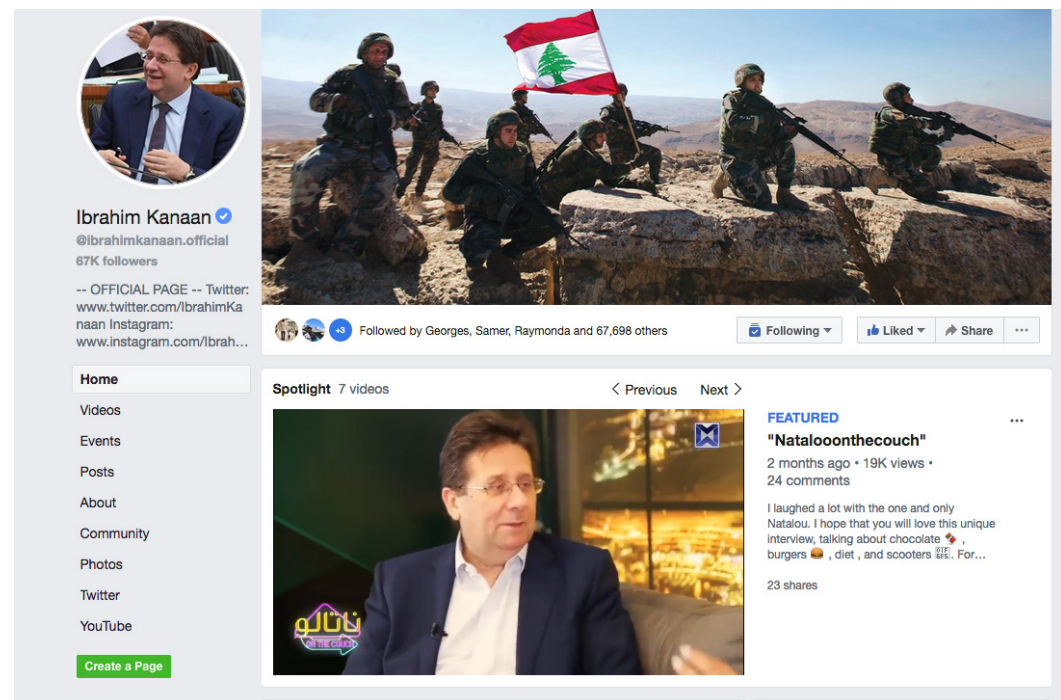 Ibrahim Kanaan
@ibrahimkanaan.official
67K followers
-- OFFICIAL PAGE -- Twitter:
www.twitter.com/IbrahimKa
naan Instagram:
www.instagram.com/Ibrah...
Home
Videos
Events
Posts
About
Community
Photos
Twitter
YouTube
Create a Page
+3
Followed by Georges, Samer, Raymonda and 67,698 others
Following
Liked
Share
Spotlight 7 videos
Previous
Next
ناتالو
ON THE COUCH
FEATURED
"Natalooonthecouch"
2 months ago • 19K views •
24 comments
I laughed a lot with the one and only
Natalou. I hope that you will love this unique
interview, talking about chocolate 🍫 ,
burgers 🍔 , diet , and scooters. For...
23 shares